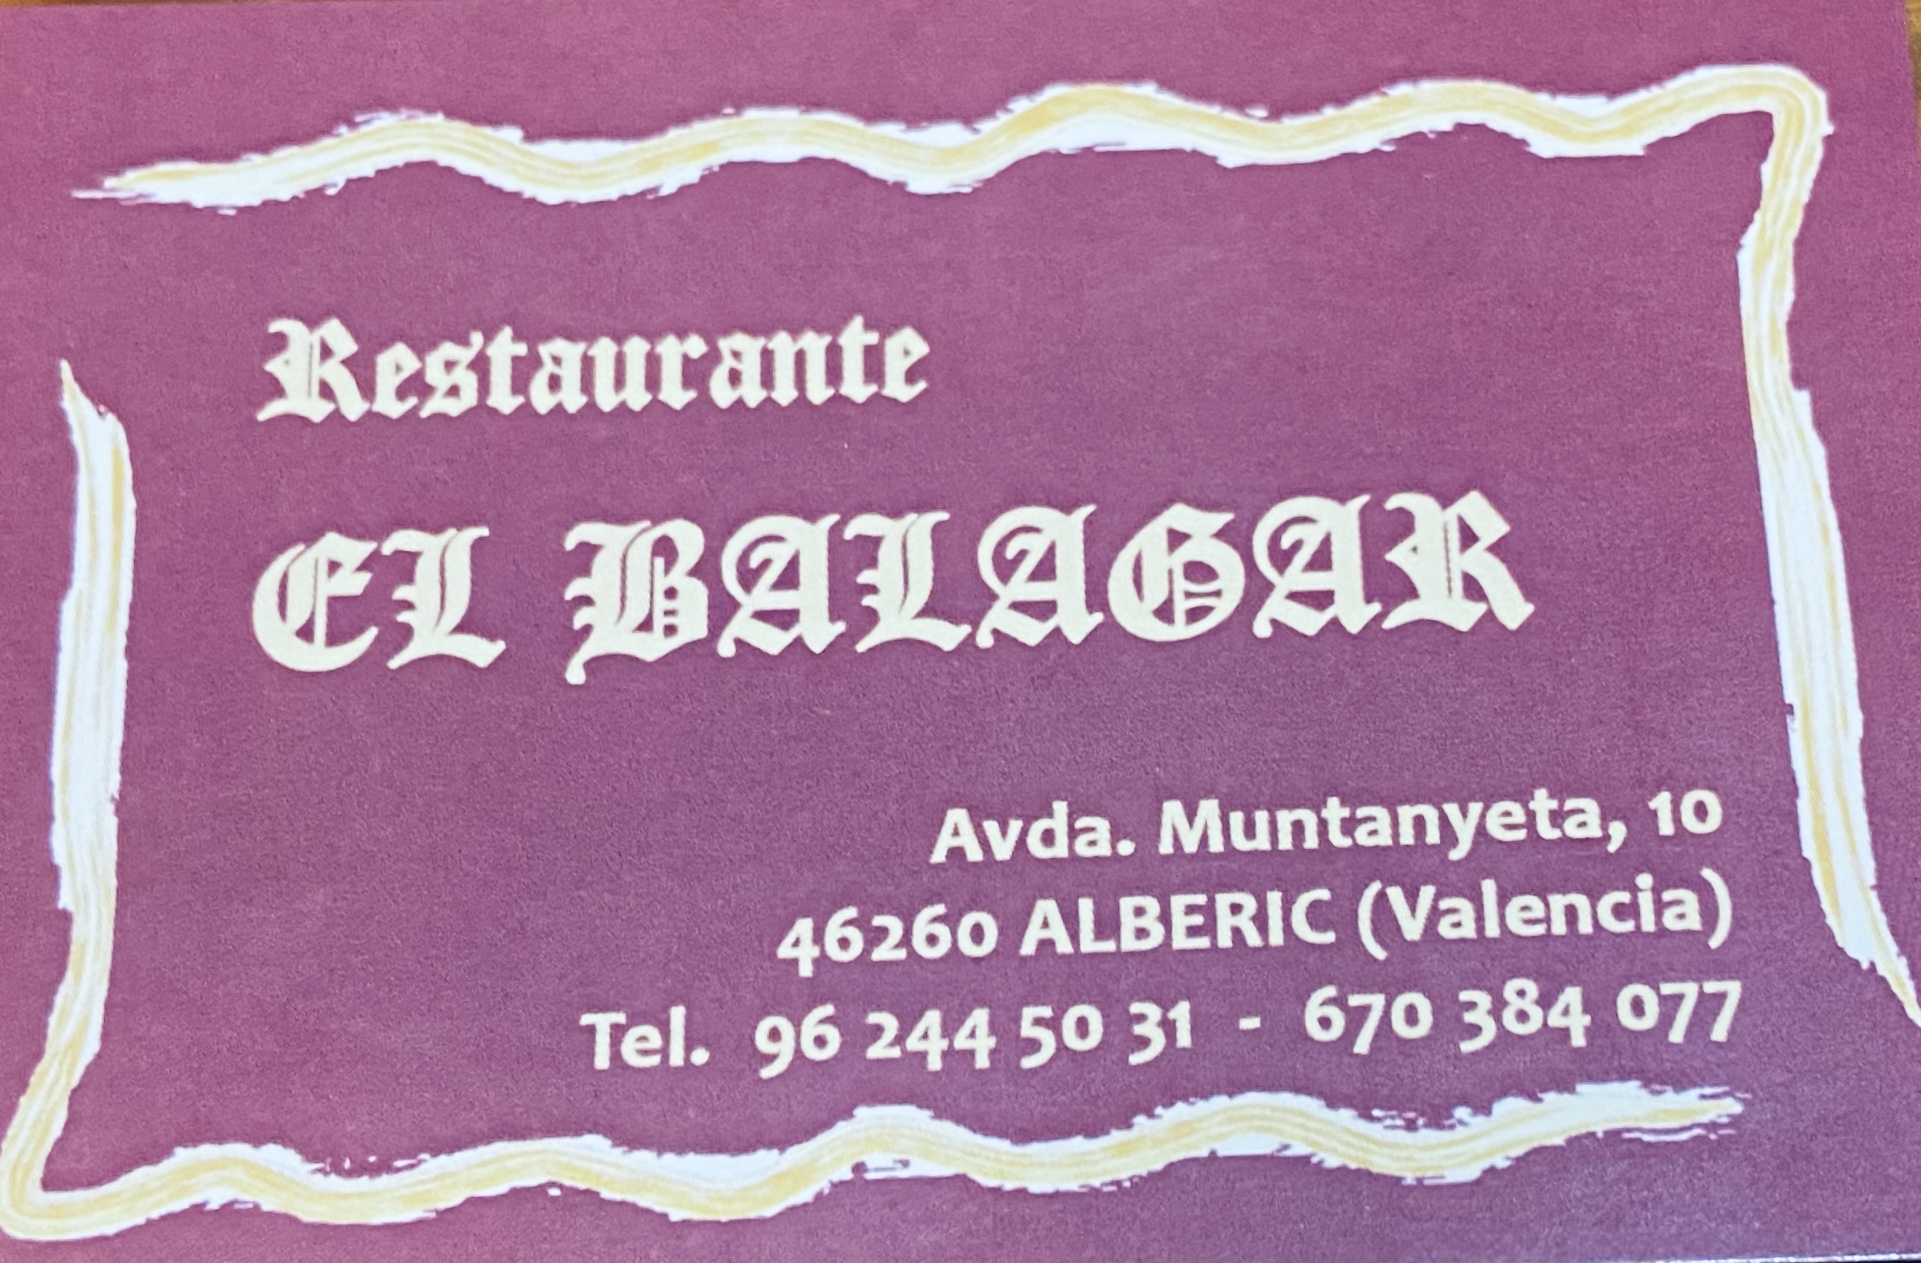 Restaurante
EL BALAGAR
Avda. Muntanyeta, 10
46260 ALBERIC (Valencia)
Tel. 96 244 50 31 - 670 384 077